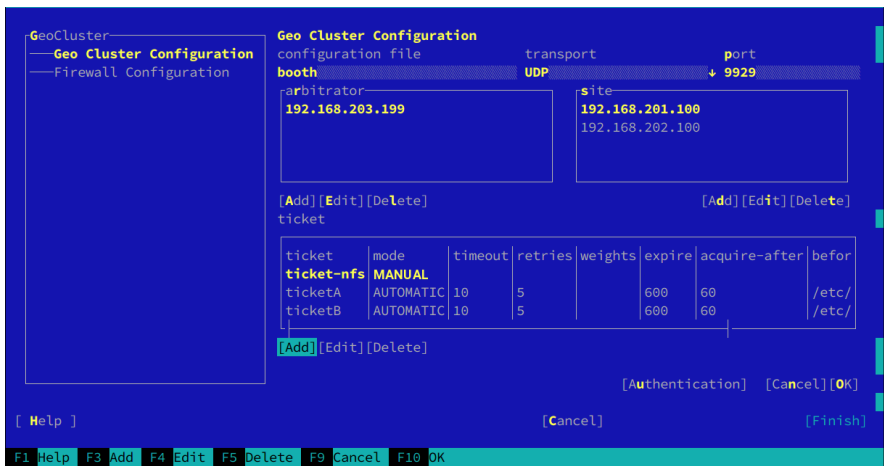 GeoCluster
Geo Cluster Configuration
Firewall Configuration
Geo Cluster Configuration
configuration file transport port
booth UDP ↓ 9929
arbitrator site
192.168.203.199 192.168.201.100
192.168.202.100
[Add][Edit][Delete] [Add][Edit][Delete]
ticket
ticket mode timeout retries weights expire acquire-after befor
ticket-nfs MANUAL
ticketA AUTOMATIC 10 5 600 60 /etc/
ticketB AUTOMATIC 10 5 600 60 /etc/
[Add][Edit][Delete]
[Authentication] [Cancel][OK]
[ Help ] [Cancel] [Finish]
F1 Help F3 Add F4 Edit F5 Delete F9 Cancel F10 OK